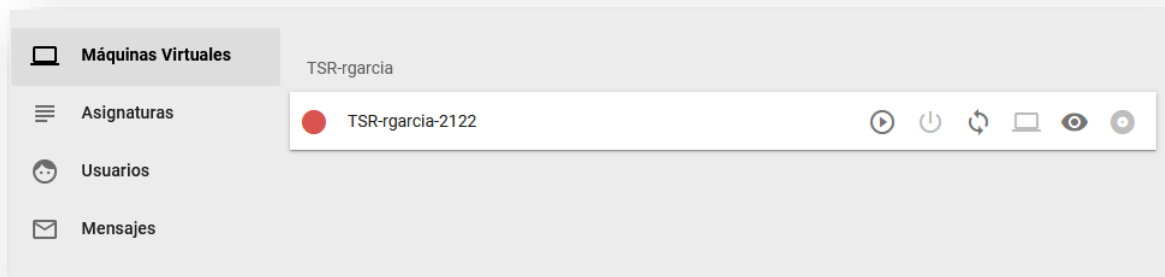 Máquinas Virtuales
Asignaturas
Usuarios
Mensajes
TSR-rgarcia
TSR-rgarcia-2122